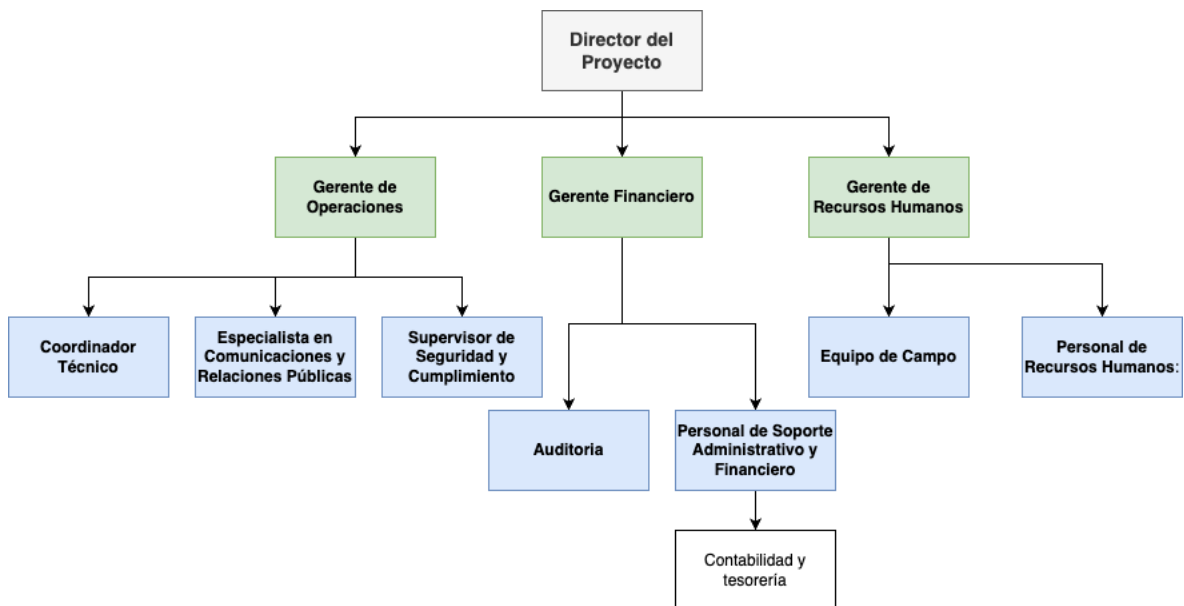 Director del
Proyecto
Gerente de
Operaciones
Gerente Financiero
Gerente de
Recursos Humanos
Coordinador
Técnico
Especialista en
Comunicaciones y
Relaciones Públicas
Supervisor de
Seguridad y
Cumplimiento
Equipo de Campo
Personal de
Recursos Humanos:
Auditoria
Personal de Soporte
Administrativo y
Financiero
Contabilidad y
tesorería